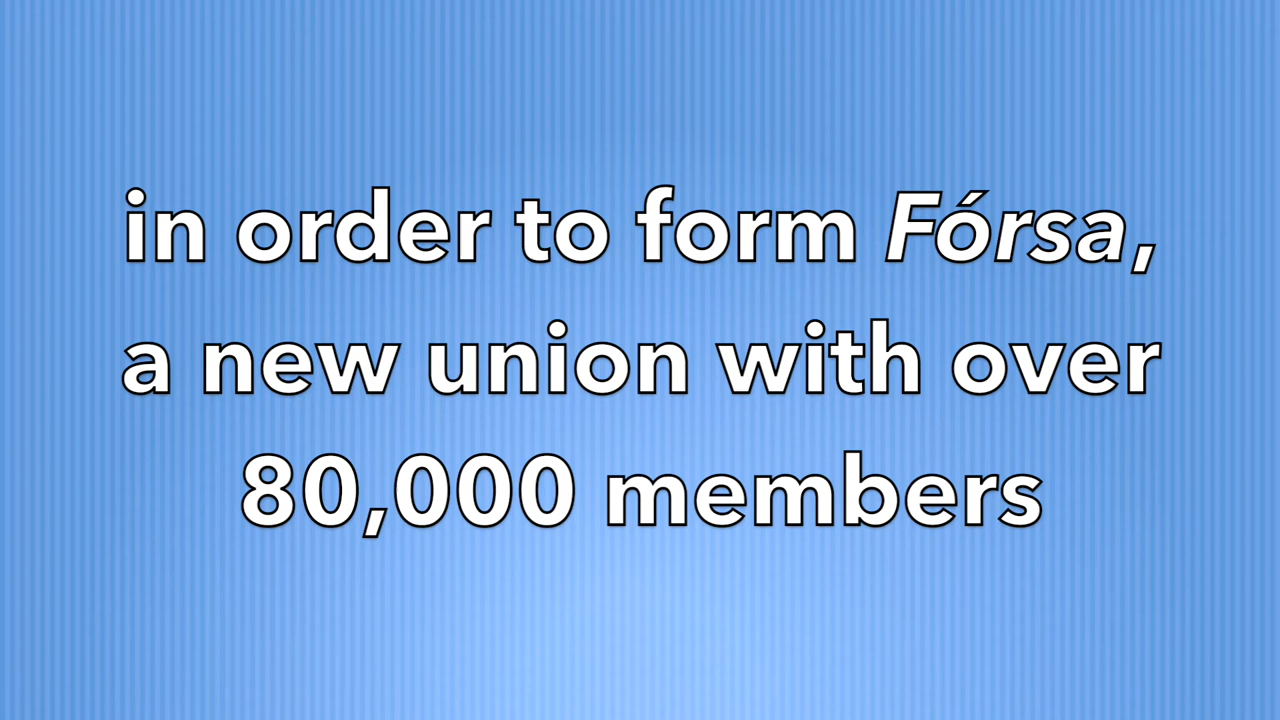 in order to form Fórsa,
a new union with over
80,000 members